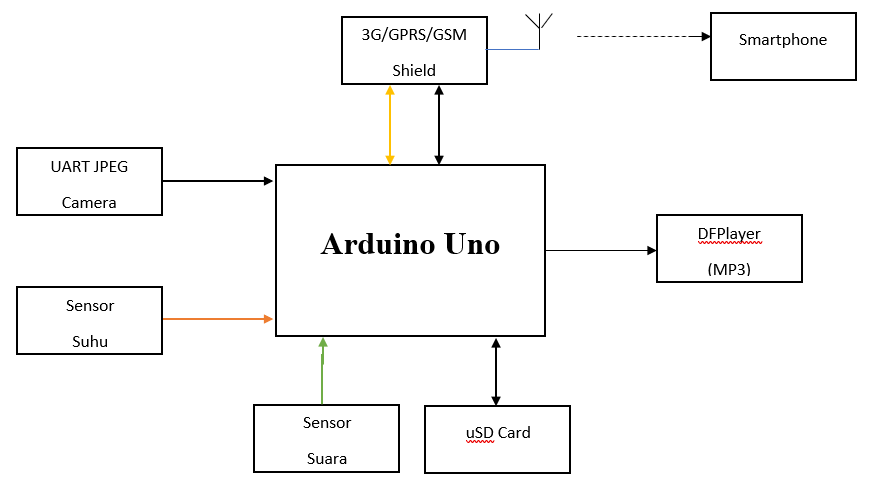 3G/GPRS/GSM
Shield
Smartphone
UART JPEG
Camera
Arduino Uno
DFPlayer
(MP3)
Sensor
Suhu
Sensor
Suara
uSD Card